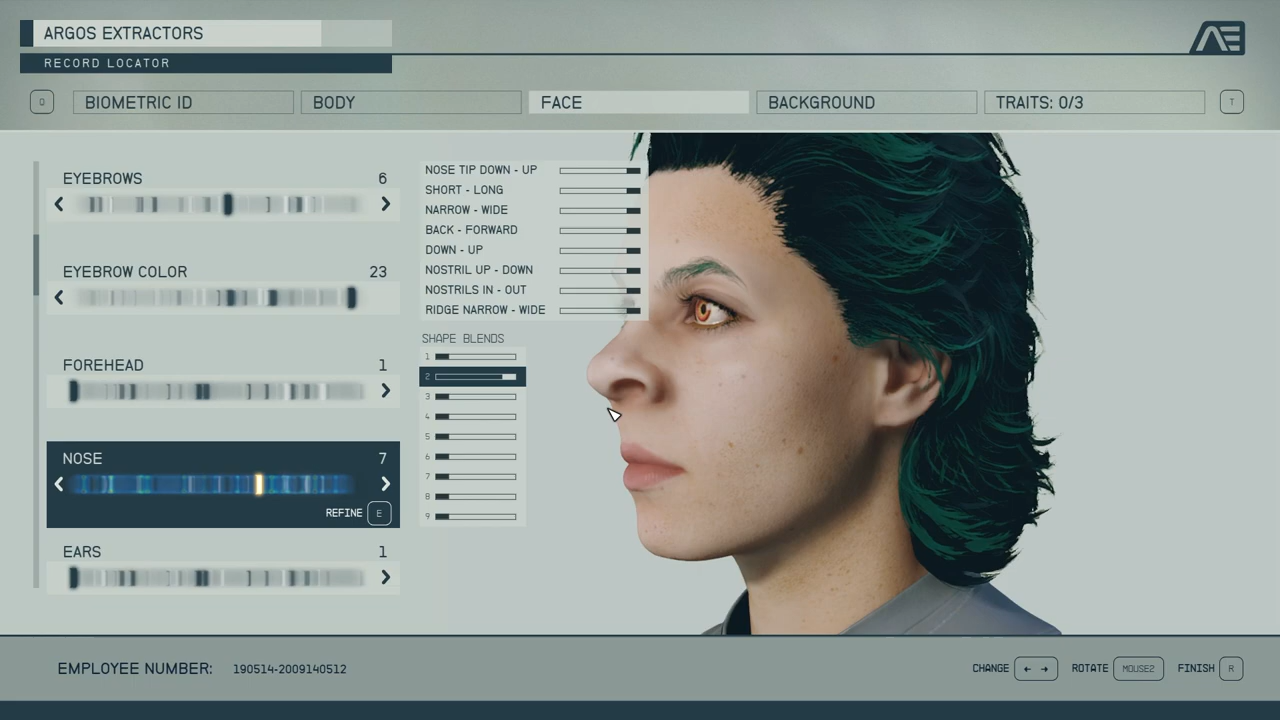 ARGOS EXTRACTORS
RECORD LOCATOR
AE
Q
BIOMETRIC ID
BODY
FACE
BACKGROUND
TRAITS: 0/3
T
EYEBROWS 6
EYEBROW COLOR 23
FOREHEAD 1
NOSE 7
REFINE E
EARS 1
NOSE TIP DOWN - UP
SHORT - LONG
NARROW - WIDE
BACK - FORWARD
DOWN - UP
NOSTRIL UP - DOWN
NOSTRILS IN - OUT
RIDGE NARROW - WIDE
SHAPE BLENDS
1
2
3
4
5
6
7
8
9
EMPLOYEE NUMBER: 190514-2009140512
CHANGE ← → ROTATE MOUSE2 FINISH R